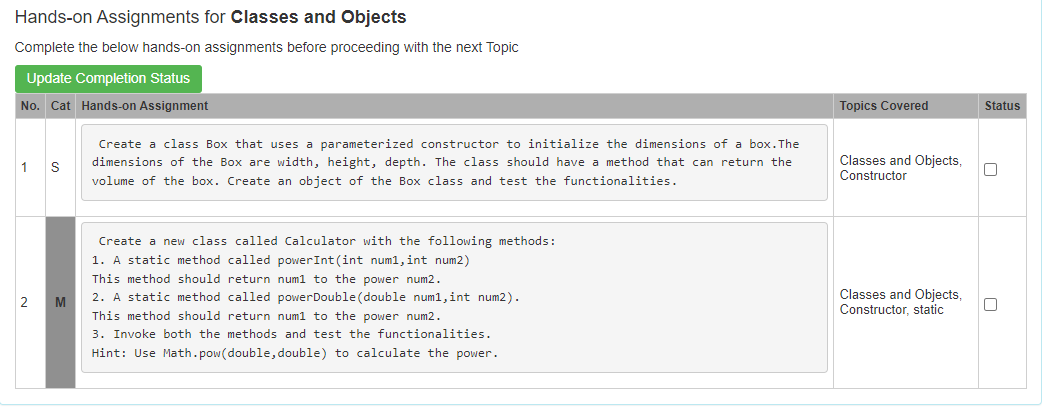 Hands-on Assignments for Classes and Objects
Complete the below hands-on assignments before proceeding with the next Topic
Update Completion Status
No. Cat Hands-on Assignment Topics Covered Status
1 S
Create a class Box that uses a parameterized constructor to initialize the dimensions of a box.The
dimensions of the Box are width, height, depth. The class should have a method that can return the
volume of the box. Create an object of the Box class and test the functionalities.
Classes and Objects,
Constructor
2 M
Create a new class called Calculator with the following methods:
1. A static method called powerInt(int num1,int num2)
This method should return num1 to the power num2.
2. A static method called powerDouble(double num1,int num2).
This method should return num1 to the power num2.
3. Invoke both the methods and test the functionalities.
Hint: Use Math.pow(double,double) to calculate the power.
Classes and Objects,
Constructor, static